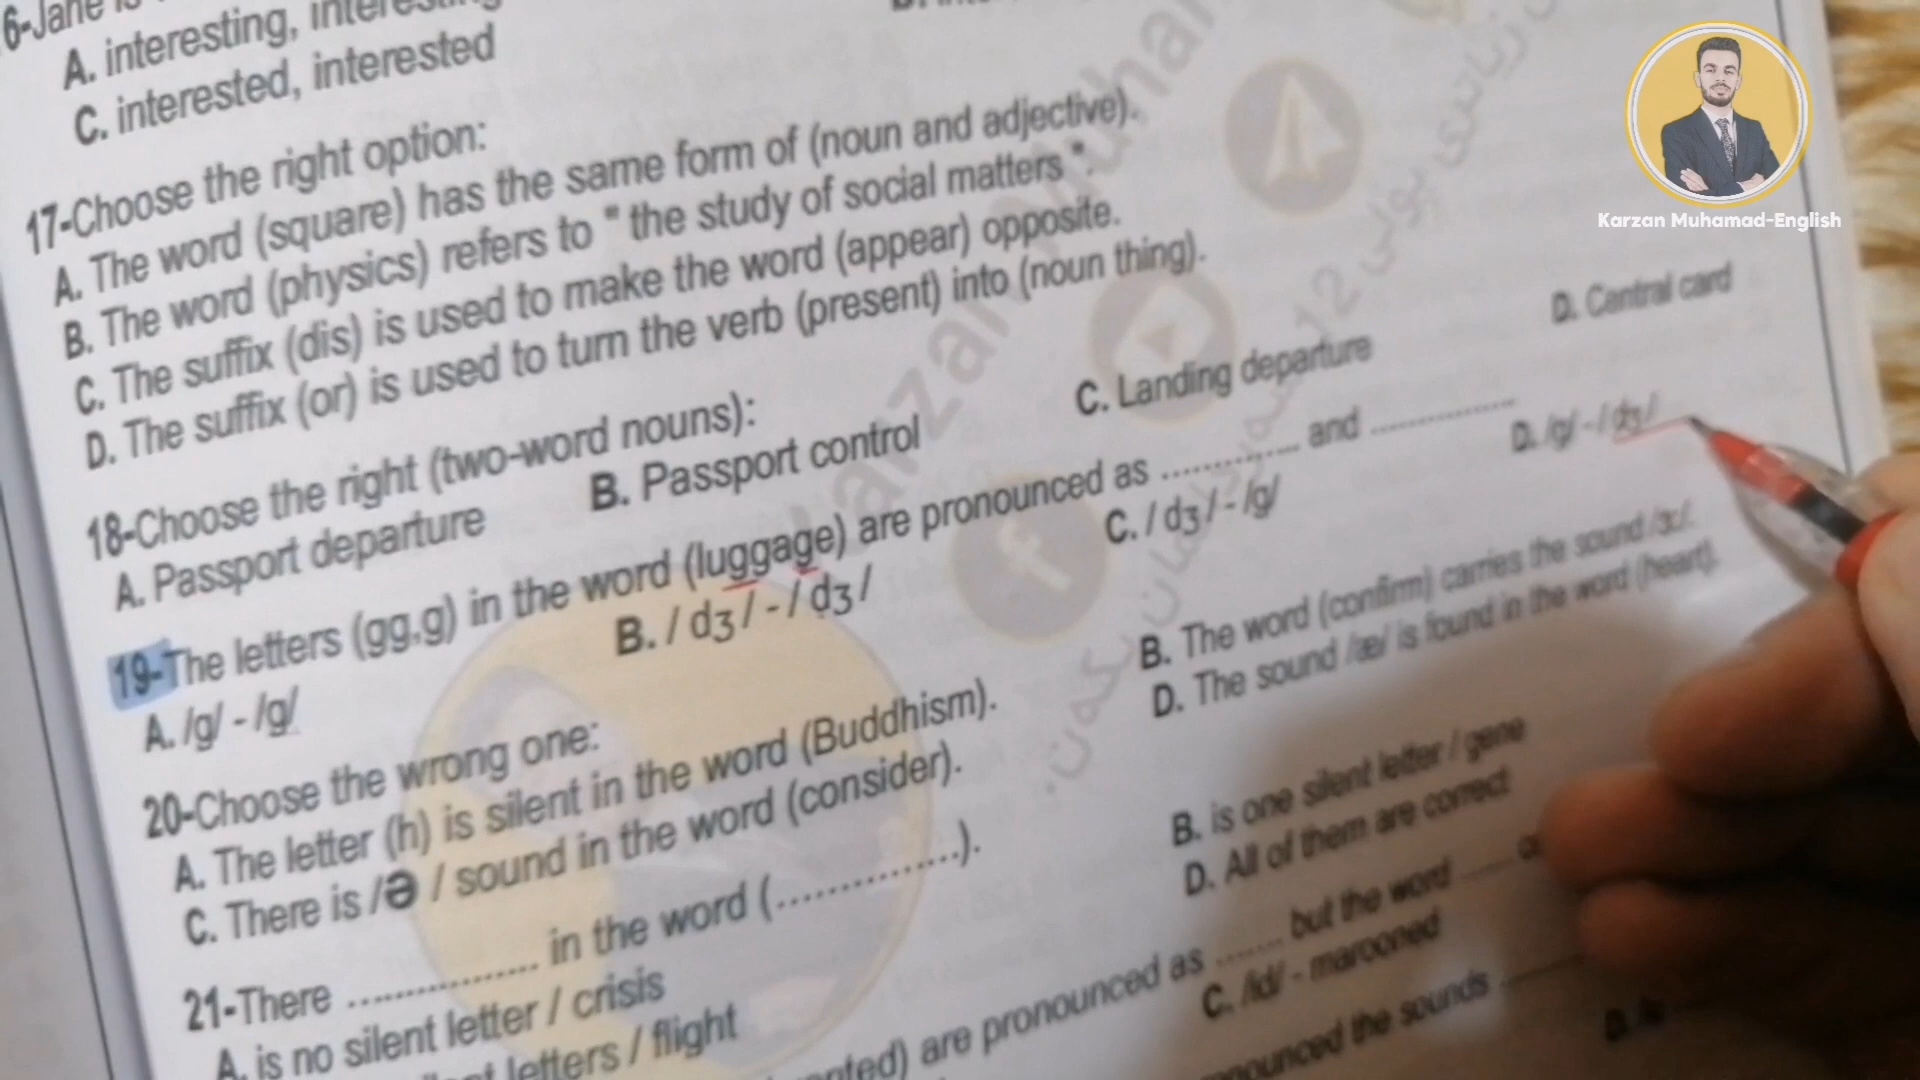 6-Jane is
A. interesting,
C. interested, interested
17-Choose the right option:
A. The word (square) has the same form of (noun and adjective).
B. The word (physics) refers to " the study of social matters ".
C. The suffix (dis) is used to make the word (appear) opposite.
D. The suffix (or) is used to turn the verb (present) into (noun thing).
18-Choose the right (two-word nouns):
A. Passport departure B. Passport control C. Landing departure D. Central card
19-The letters (gg,g) in the word (luggage) are pronounced as ............. and .............
A. /g/ - /g/ B. / dʒ / - / dʒ / C. / dʒ / - /g/ D. /g/ - / dʒ /
20-Choose the wrong one:
A. The letter (h) is silent in the word (Buddhism). B. The word (confirm) carries the sound /ɔ:/.
C. There is /Ə / sound in the word (consider). D. The sound /æ/ is found in the word (heart).
21-There ................. in the word (.................).
A. is no silent letter / crisis B. is one silent letter / gene
letters / flight D. All of them are correct
are pronounced as ....... but the word ......
C. /id/ - marooned
the sounds
Karzan Muhamad-English